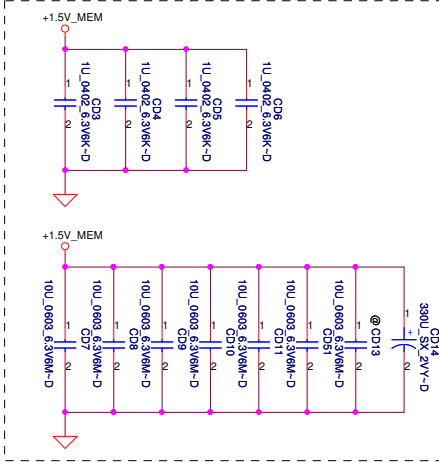 +1.5V_MEM
1
2
CD3
1U_0402_6.3V6K~D
1
2
CD4
1U_0402_6.3V6K~D
1
2
CD5
1U_0402_6.3V6K~D
1
2
CD6
1U_0402_6.3V6K~D
+1.5V_MEM
1
2
CD7
10U_0603_6.3V6M~D
1
2
CD8
10U_0603_6.3V6M~D
1
2
CD9
10U_0603_6.3V6M~D
1
2
CD10
10U_0603_6.3V6M~D
1
2
CD11
10U_0603_6.3V6M~D
1
2
CD51
10U_0603_6.3V6M~D
1
2
@CD13
10U_0603_6.3V6M~D
1
+
2
CD14
330U_SX_2VY~D